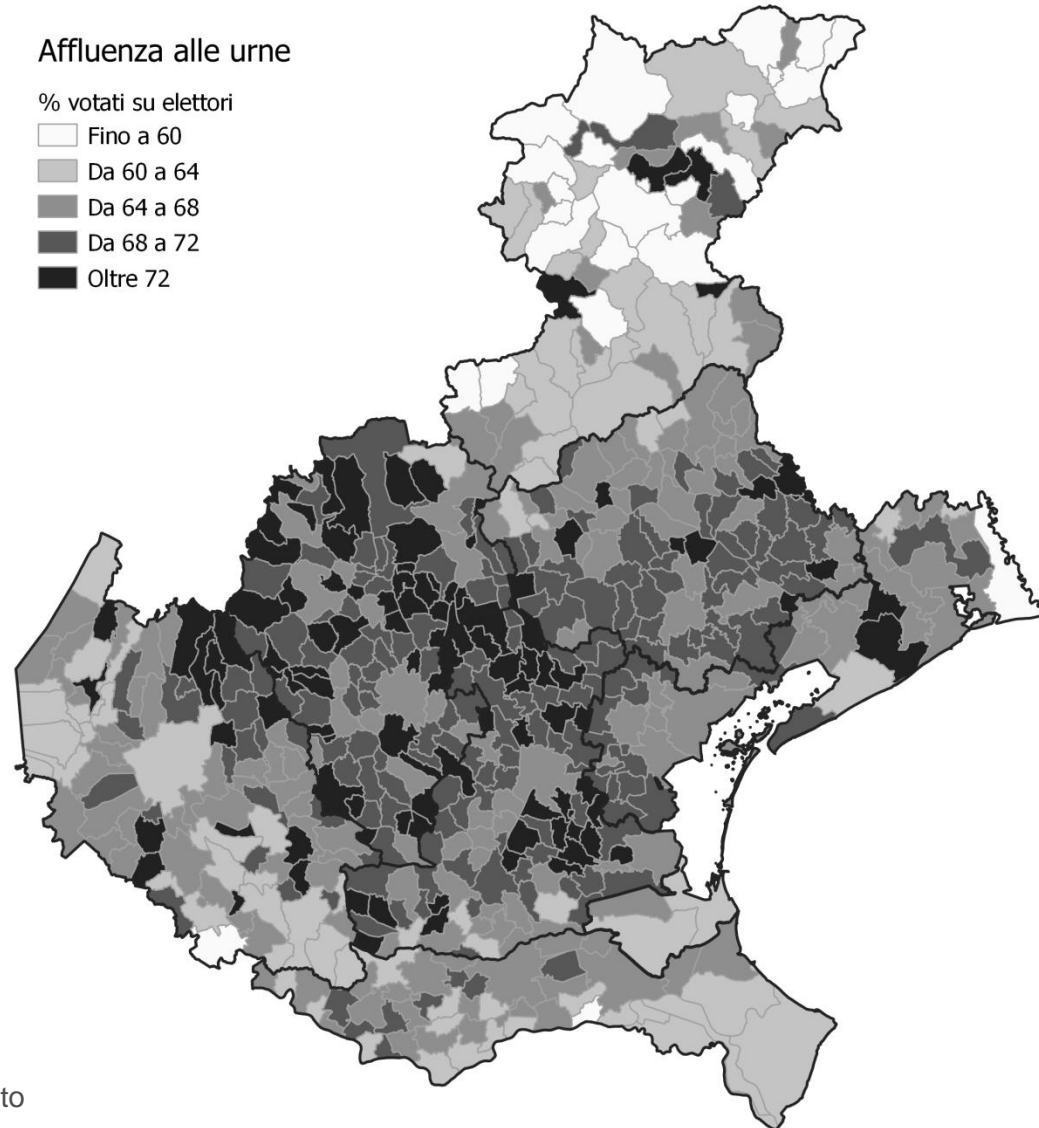 Affluenza alle urne
% votati su elettori
Fino a 60
Da 60 a 64
Da 64 a 68
Da 68 a 72
Oltre 72
to